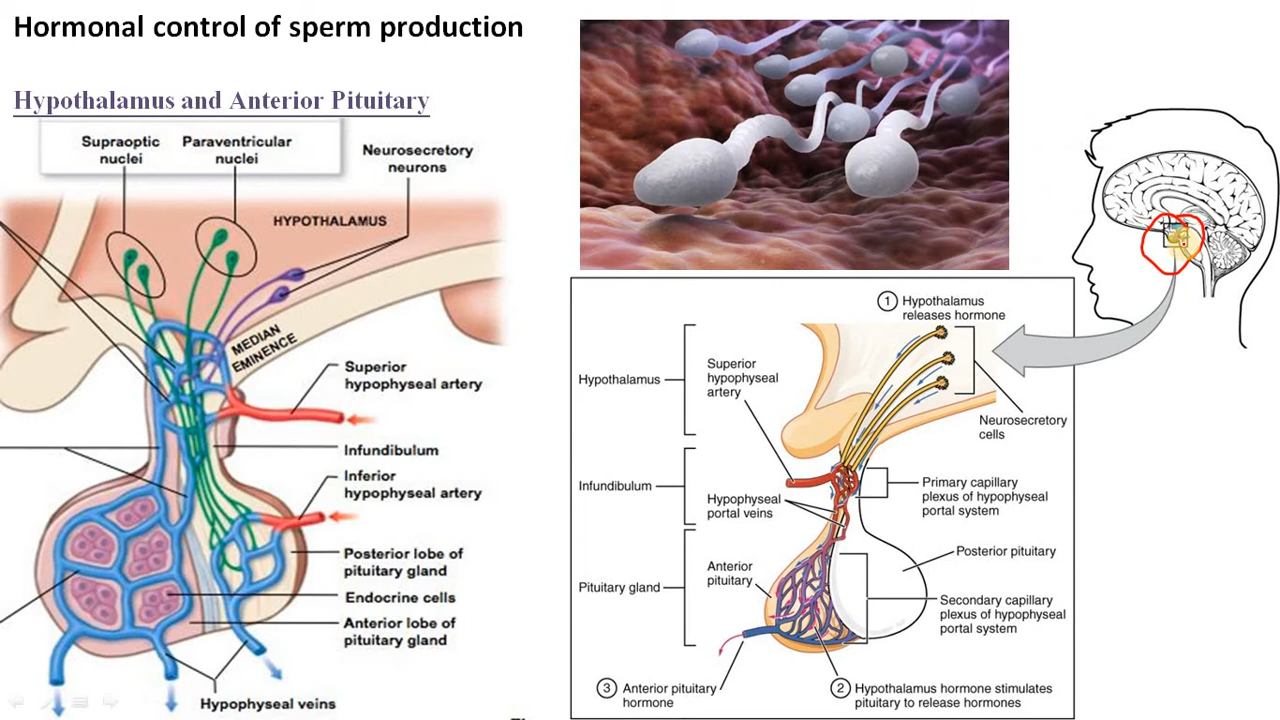 Hormonal control of sperm production
Hypothalamus and Anterior Pituitary
Supraoptic
nuclei
Paraventricular
nuclei
Neurosecretory
neurons
HYPOTHALAMUS
MEDIAN
EMINENCE
Superior
hypophyseal artery
Infundibulum
Inferior
hypophyseal artery
Posterior lobe of
pituitary gland
Endocrine cells
Anterior lobe of
pituitary gland
Hypophyseal veins
1 Hypothalamus
releases hormone
Hypothalamus
Superior
hypophyseal
artery
Neurosecretory
cells
Infundibulum
Hypophyseal
portal veins
Primary capillary
plexus of hypophyseal
portal system
Pituitary gland
Anterior
pituitary
Posterior pituitary
Secondary capillary
plexus of hypophyseal
portal system
3 Anterior pituitary
hormone
2 Hypothalamus hormone stimulates
pituitary to release hormones